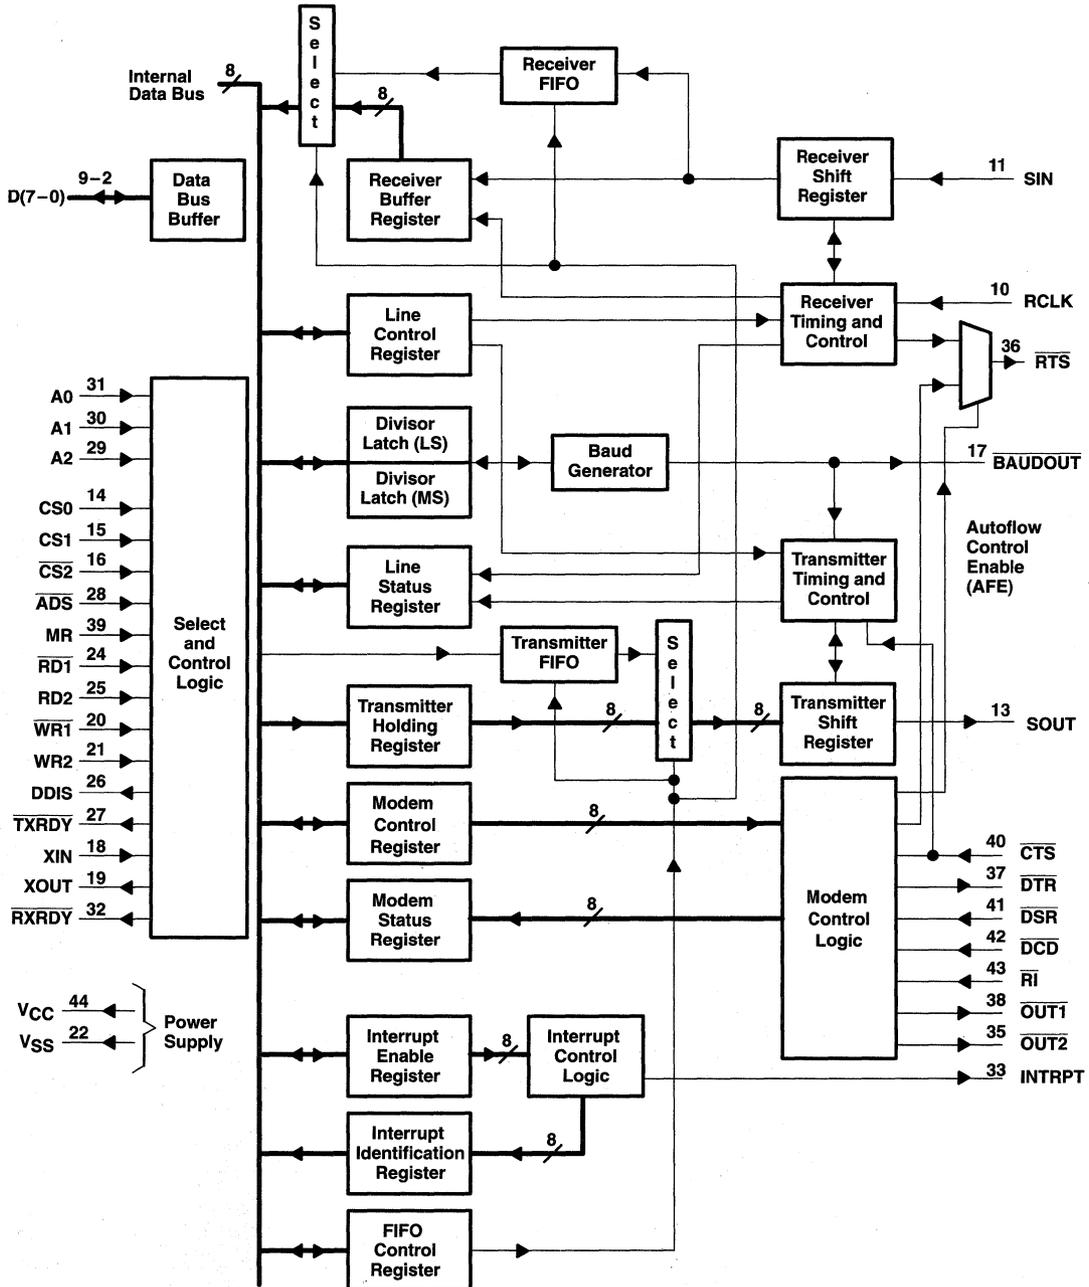 S
e
l
e
c
t
Internal
Data Bus
8
8
Receiver
FIFO
D(7–0)
9–2
Data
Bus
Buffer
Receiver
Buffer
Register
Receiver
Shift
Register
11
SIN
Line
Control
Register
Receiver
Timing and
Control
10
RCLK
36
RTS
A0
31
A1
30
A2
29
CS0
14
CS1
15
CS2
16
ADS
28
MR
39
RD1
24
RD2
25
WR1
20
WR2
21
DDIS
26
TXRDY
27
XIN
18
XOUT
19
RXRDY
32
Select
and
Control
Logic
Divisor
Latch (LS)
Divisor
Latch (MS)
Baud
Generator
17
BAUDOUT
Autoflow
Control
Enable
(AFE)
Line
Status
Register
Transmitter
Timing and
Control
Transmitter
FIFO
S
e
l
e
c
t
Transmitter
Holding
Register
8
8
Transmitter
Shift
Register
13
SOUT
Modem
Control
Register
8
Modem
Status
Register
8
Modem
Control
Logic
40
CTS
37
DTR
41
DSR
42
DCD
43
RI
38
OUT1
35
OUT2
33
INTRPT
VCC
44
VSS
22
Power
Supply
Interrupt
Enable
Register
8
Interrupt
Control
Logic
Interrupt
Identification
Register
8
FIFO
Control
Register